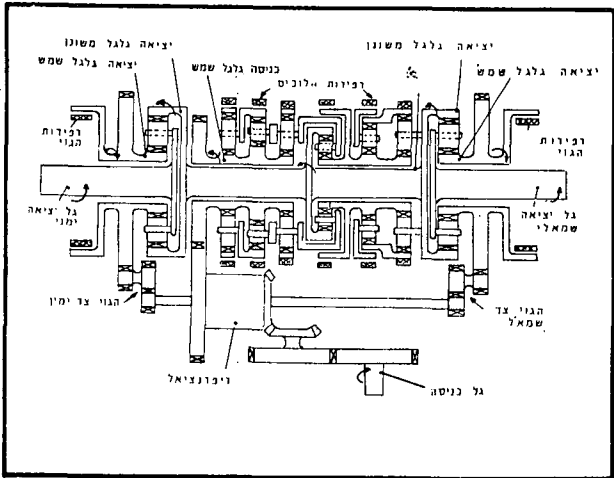 יציאה גלגל משונן
יציאה גלגל שמש
רפידות הילוכים
כניסה גלגל שמש
יציאה גלגל משונן
יציאה גלגל שמש
רפידות
הגוי
רפידות
הגוי
גל יציאה
שמאלי
גל יציאה
ימני
הגוי צד
שמאל
הגוי צד ימין
דיפרנציאל
גל כניסה